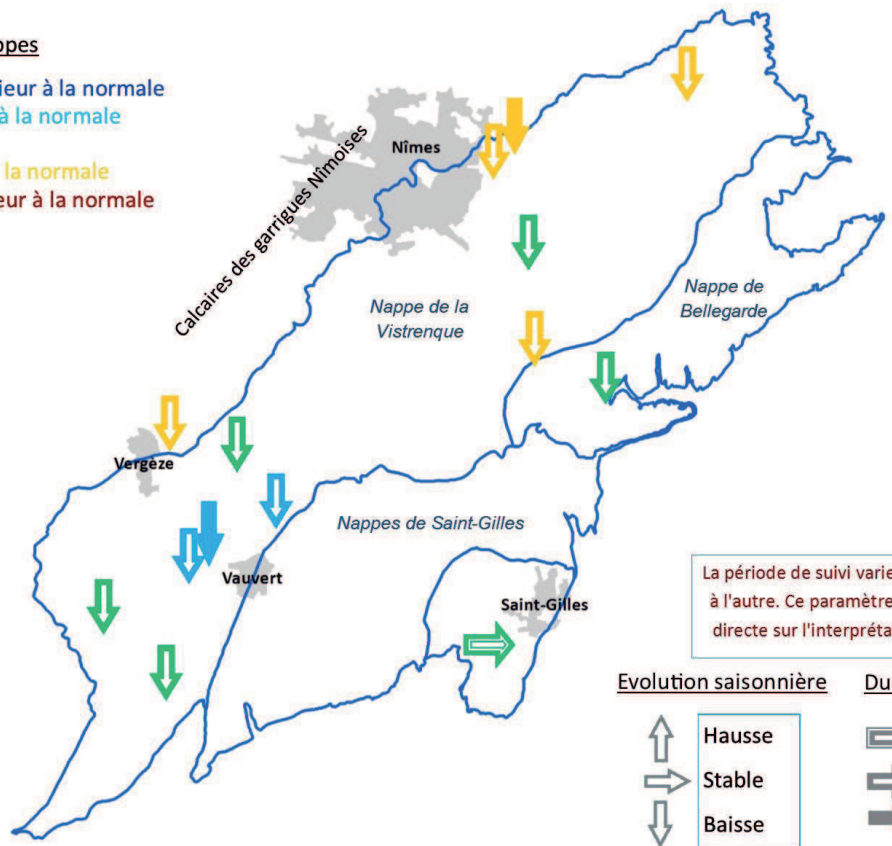 ppes
ieur à la normale
à la normale
la normale
eur à la normale
Nîmes
Calcaires des garrigues Nîmoises
Nappe de la
Vistrenque
Nappe de
Bellegarde
Vergèze
Nappes de Saint-Gilles
Vauvert
Saint-Gilles
La période de suivi varie
à l'autre. Ce paramètre
directe sur l'interpréta
Evolution saisonnière
Du
Hausse
Stable
Baisse